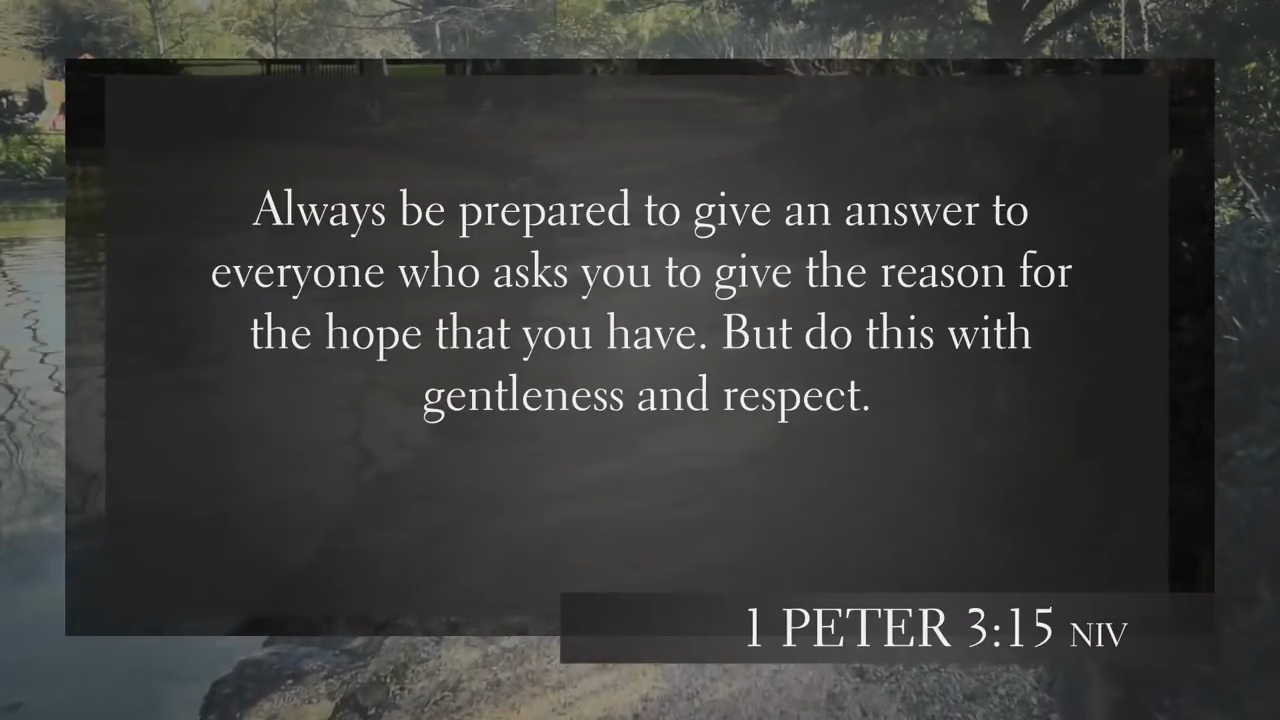 Always be prepared to give an answer to
everyone who asks you to give the reason for
the hope that you have. But do this with
gentleness and respect.
1 PETER 3:15 NIV